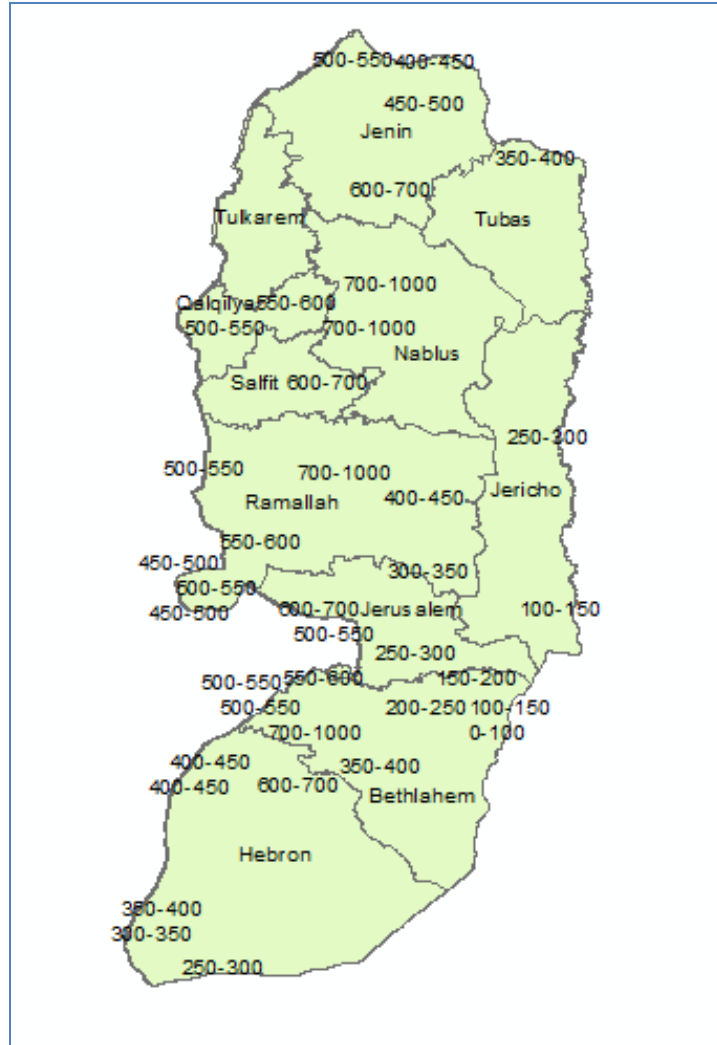 500-550 400-450
450-500
Jenin
350-400
600-700
Tulkarem
Tubas
700-1000
Qalqilya 550-600
500-550 700-1000
Nablus
Salfit 600-700
250-300
500-550 700-1000
Jericho
Ramallah 400-450
550-600
450-500
300-350
500-550
450-500 600-700 Jerusalem 100-150
500-550
250-300
550-600 150-200
500-550
500-550 200-250 100-150
700-1000 0-100
400-450 350-400
400-450 600-700
Bethlahem
Hebron
350-400
300-350
250-300